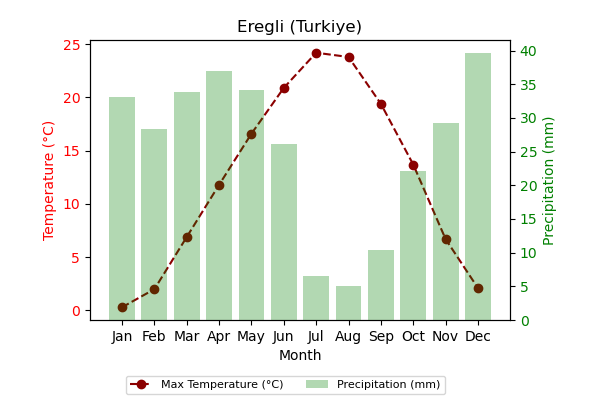 Eregli (Turkiye)
25
20
15
10
5
0
Temperature (°C)
40
35
30
25
20
15
10
5
0
Precipitation (mm)
Jan Feb Mar Apr May Jun Jul Aug Sep Oct Nov Dec
Month
Max Temperature (°C) Precipitation (mm)